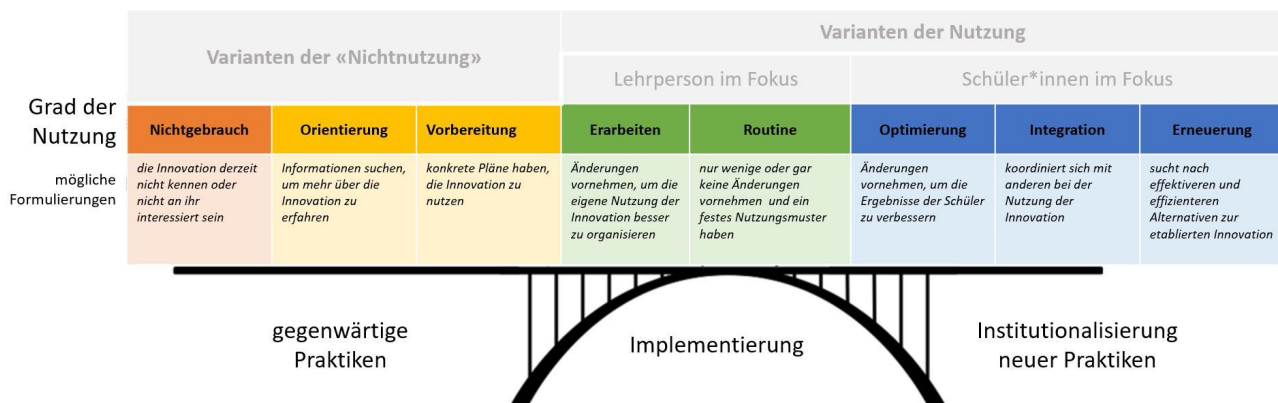 Varianten der «Nichtnutzung»
Varianten der Nutzung
Lehrperson im Fokus
Schüler*innen im Fokus
Grad der
Nutzung
Nichtgebrauch
Orientierung
Vorbereitung
Erarbeiten
Routine
Optimierung
Integration
Erneuerung
mögliche
Formulierungen
die Innovation derzeit
nicht kennen oder
nicht an ihr
interessiert sein
Informationen suchen,
um mehr über die
Innovation zu
erfahren
konkrete Pläne haben,
die Innovation zu
nutzen
Änderungen
vornehmen, um die
eigene Nutzung der
Innovation besser
zu organisieren
nur wenige oder gar
keine Änderungen
vornehmen und ein
festes Nutzungsmuster
haben
Änderungen
vornehmen, um die
Ergebnisse der Schüler
zu verbessern
koordiniert sich mit
anderen bei der
Nutzung der
Innovation
sucht nach
effektiveren und
effizienteren
Alternativen zur
etablierten Innovation
gegenwärtige
Praktiken
Implementierung
Institutionalisierung
neuer Praktiken